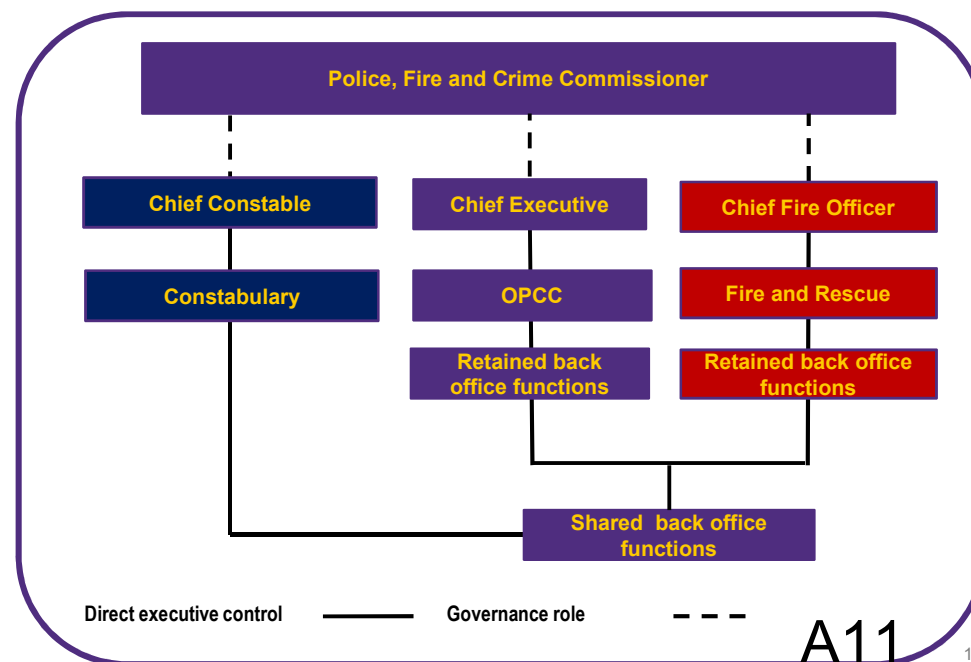 Police, Fire and Crime Commissioner
Chief Constable
Chief Executive
Chief Fire Officer
Constabulary
OPCC
Fire and Rescue
Retained back
office functions
Retained back office
functions
Shared back office
functions
Direct executive control
Governance role
A11
1